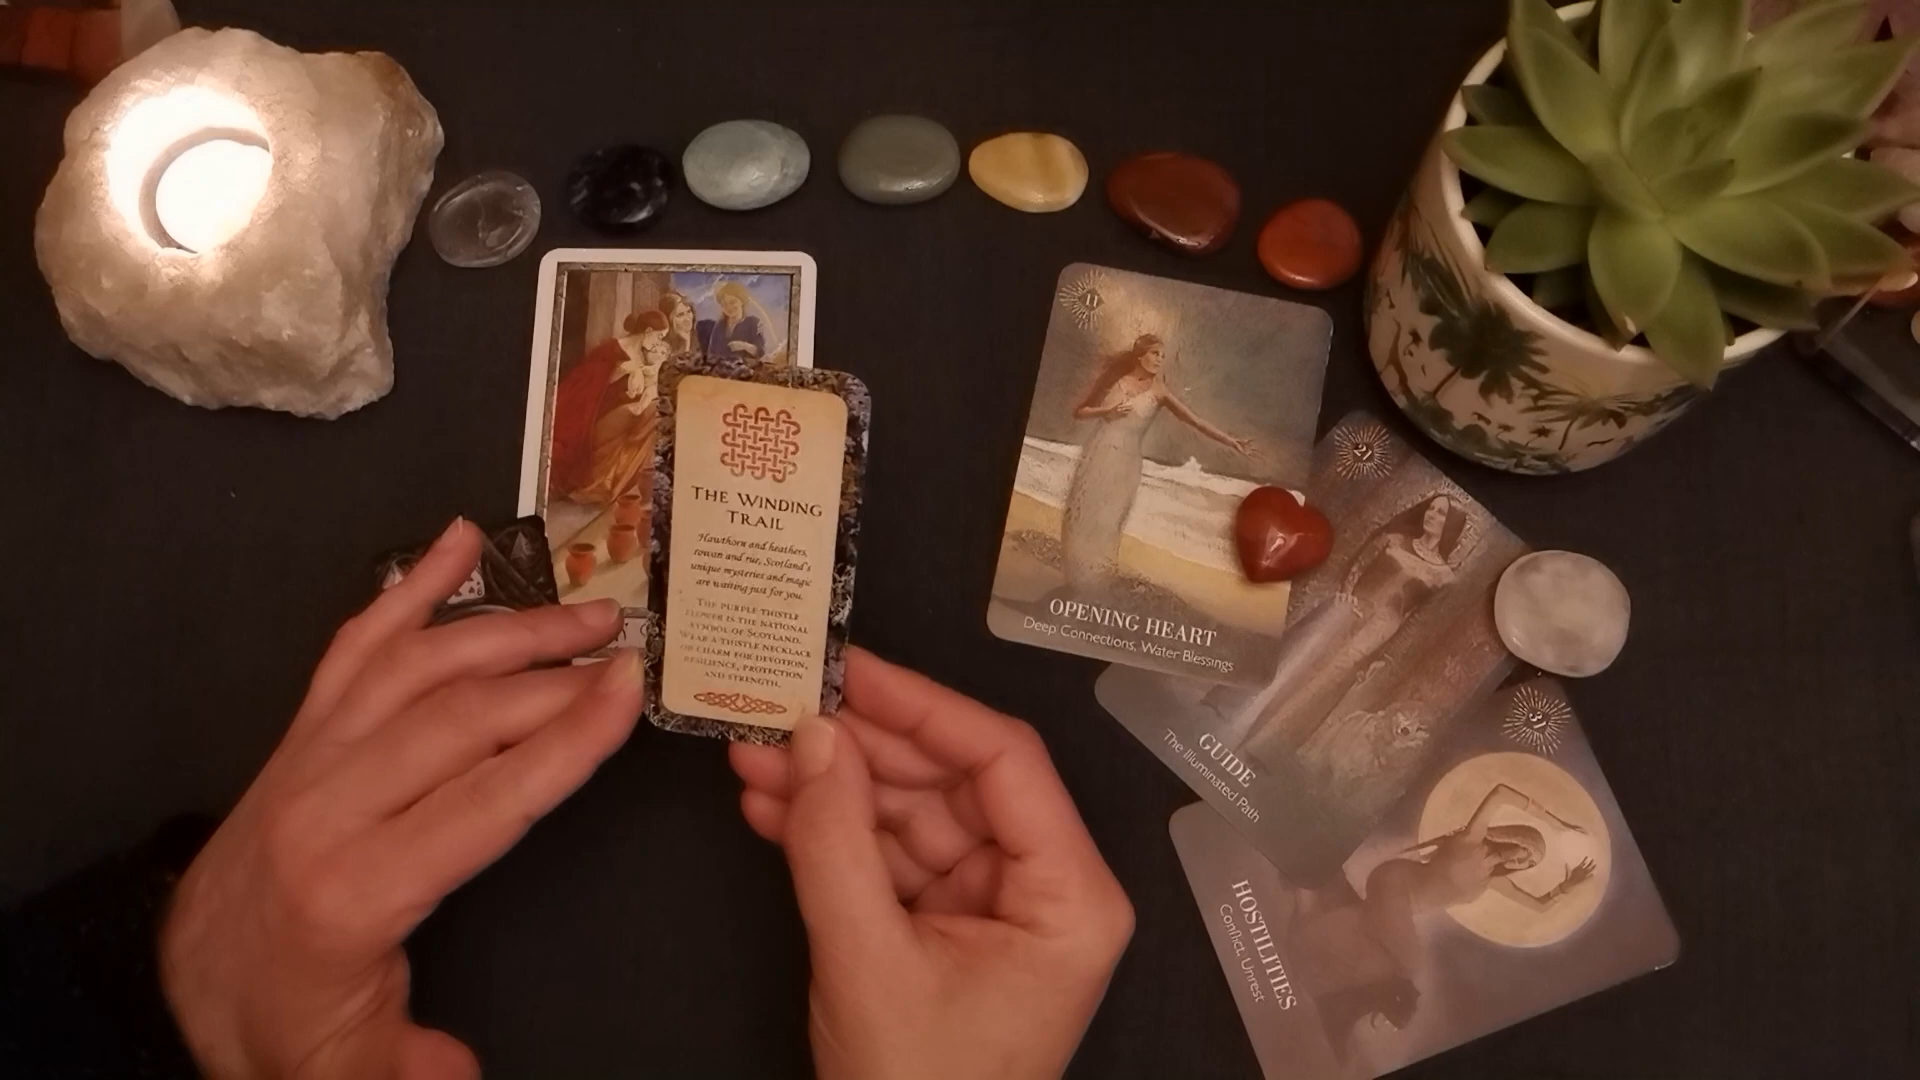 THE WINDING
TRAIL
Hawthorn and heathers,
rowan and rue, Scotland's
unique mysteries and magic
are waiting just for you.
THE PURPLE THISTLE
FLOWER IS THE NATIONAL
SYMBOL OF SCOTLAND.
WEAR A THISTLE NECKLACE
OR CHARM FOR DEVOTION,
RESILIENCE, PROTECTION
AND STRENGTH.
11
OPENING HEART
Deep Connections, Water Blessings
21
GUIDE
The Illuminated Path
31
HOSTILITIES
Conflict, Unrest